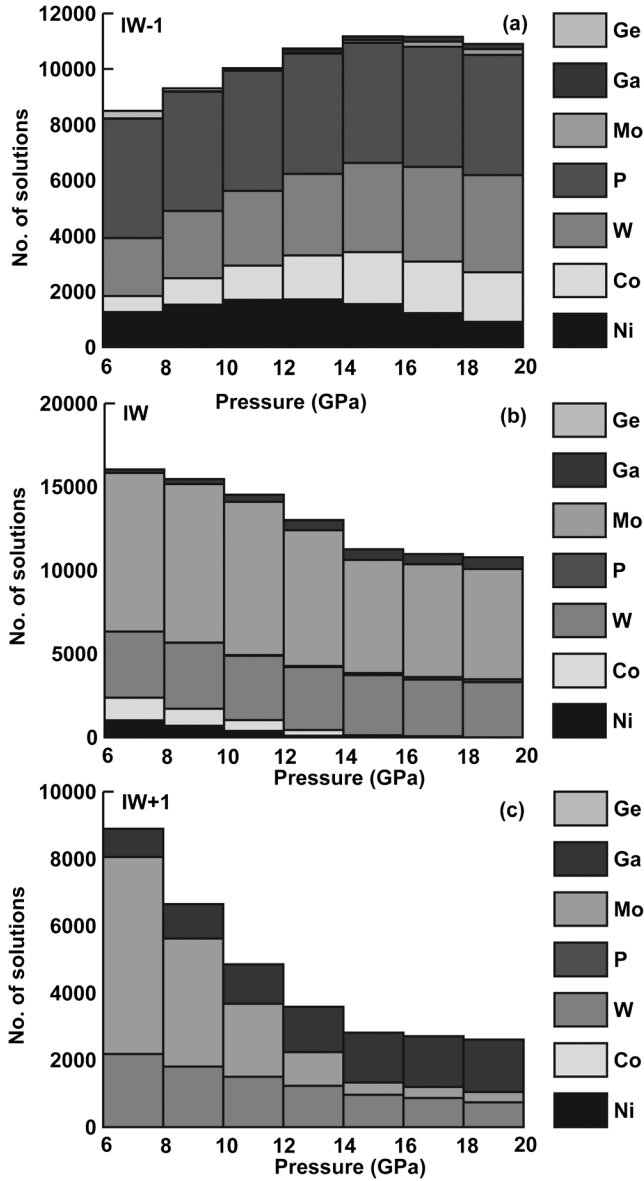 IW-1
(a)
No. of solutions
12000
10000
8000
6000
4000
2000
0
6 8 10 12 14 16 18 20
Pressure (GPa)
Ge
Ga
Mo
P
W
Co
Ni
IW
(b)
No. of solutions
20000
15000
10000
5000
0
6 8 10 12 14 16 18 20
Pressure (GPa)
Ge
Ga
Mo
P
W
Co
Ni
IW+1
(c)
No. of solutions
10000
8000
6000
4000
2000
0
6 8 10 12 14 16 18 20
Pressure (GPa)
Ge
Ga
Mo
P
W
Co
Ni